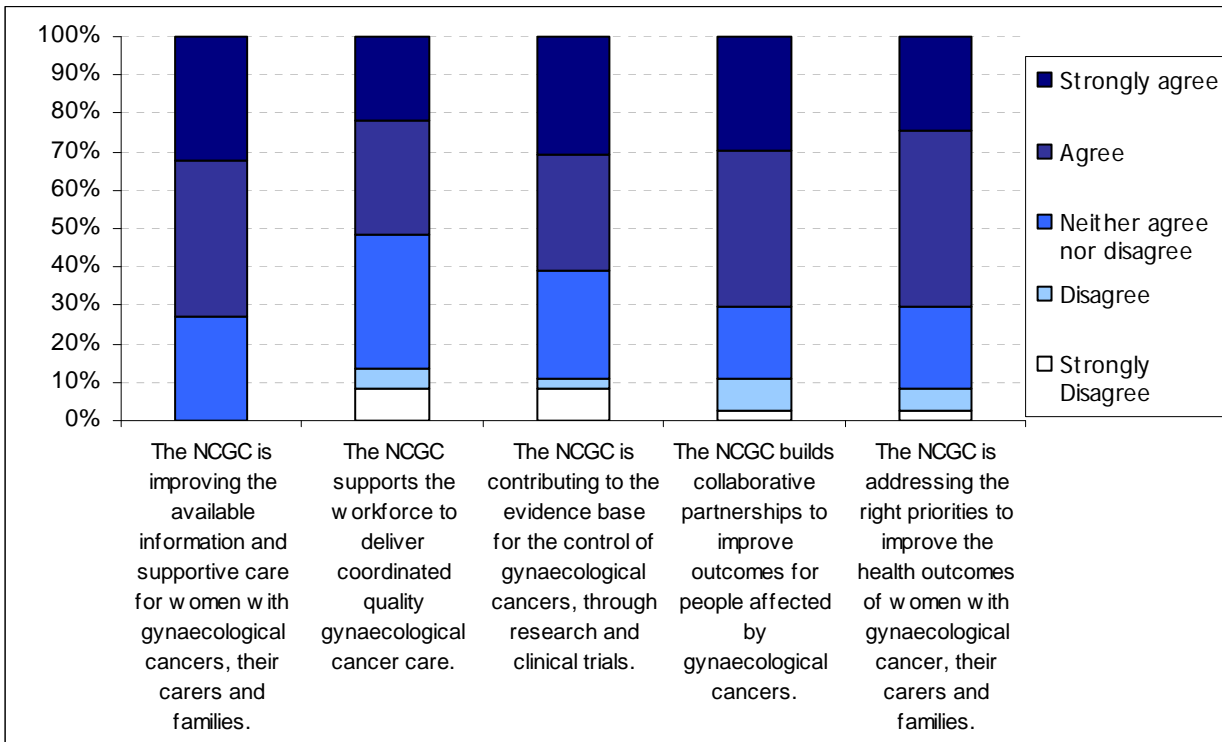 100%
90%
80%
70%
60%
50%
40%
30%
20%
10%
0%
Strongly agree
Agree
Neither agree
nor disagree
Disagree
Strongly
Disagree
The NCGC is
improving the
available
information and
supportive care
for women with
gynaecological
cancers, their
carers and
families.
The NCGC
supports the
workforce to
deliver
coordinated
quality
gynaecological
cancer care.
The NCGC is
contributing to the
evidence base
for the control of
gynaecological
cancers, through
research and
clinical trials.
The NCGC builds
collaborative
partnerships to
improve
outcomes for
people affected
by
gynaecological
cancers.
The NCGC is
addressing the
right priorities to
improve the
health outcomes
of women with
gynaecological
cancer, their
carers and
families.